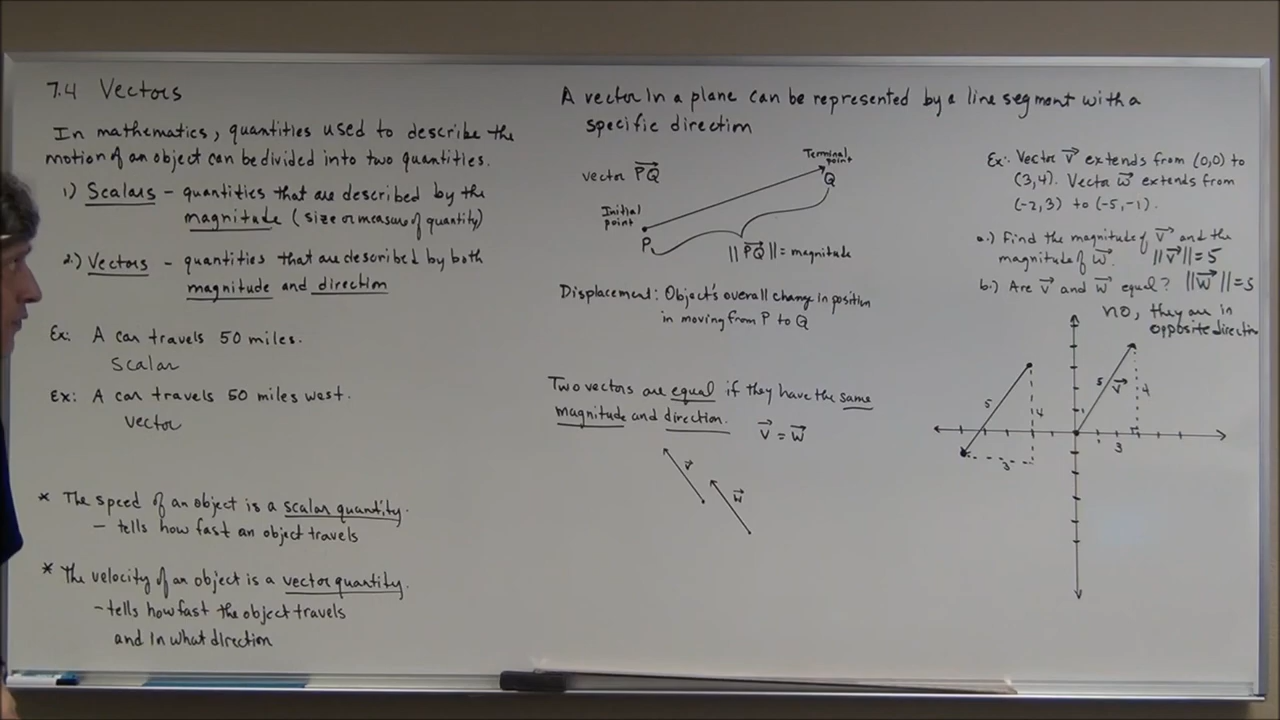 7.4 Vectors
In mathematics, quantities used to describe the
motion of an object can be divided into two quantities.
1) Scalars - quantities that are described by the
magnitude (size or measure of quantity)
2.) Vectors - quantities that are described by both
magnitude and direction
Ex: A car travels 50 miles.
scalar
Ex: A car travels 50 miles west.
vector
* The speed of an object is a scalar quantity.
- tells how fast an object travels
* The velocity of an object is a vector quantity.
- tells how fast the object travels
and in what direction
A vector in a plane can be represented by a line segment with a
specific direction
vector PQ⃗
Terminal
point
Q
Initial
point
P
||PQ⃗|| = magnitude
Displacement: Object's overall change in position
in moving from P to Q
Two vectors are equal if they have the same
magnitude and direction.
v⃗ = w⃗
v⃗
w⃗
Ex: Vector v⃗ extends from (0,0) to
(3,4). Vector w⃗ extends from
(-2,3) to (-5,-1).
a.) Find the magnitude of v⃗ and the
magnitude of w⃗. ||v⃗|| = 5
b.) Are v⃗ and w⃗ equal? ||w⃗|| = 5
no, they are in
opposite direction
5
4
3
5
v⃗
4
3